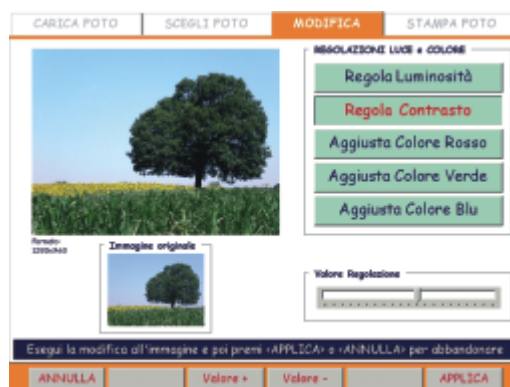 CARICA FOTO
SCEGLI FOTO
MODIFICA
STAMPA FOTO
REGOLAZIONI LUCE e COLORE
Regola Luminosità
Regola Contrasto
Aggiusta Colore Rosso
Aggiusta Colore Verde
Aggiusta Colore Blu
Formato:
1280x960
Immagine originale
Valore Regolazione
Esegui la modifica all'immagine e poi premi <APPLICA> o <ANNULLA> per abbandonare
ANNULLA
Valore +
Valore -
APPLICA